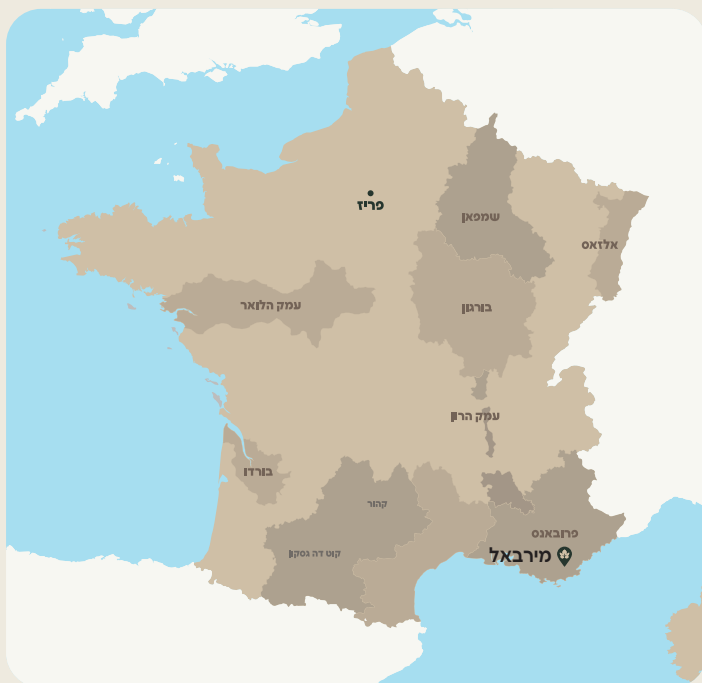 פריז
שמפאן
אלזאס
עמק הלואר
בורגון
עמק הרון
בורדו
קהור
פרובאנס
קוט דה גסקון
מירבאל